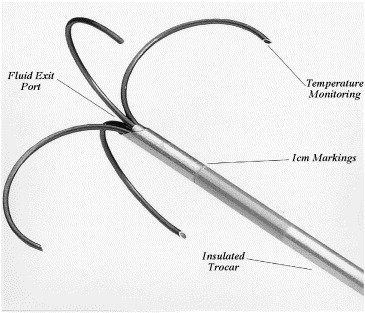 Fluid Exit
Port
Temperature
Monitoring
1cm Markings
Insulated
Trocar